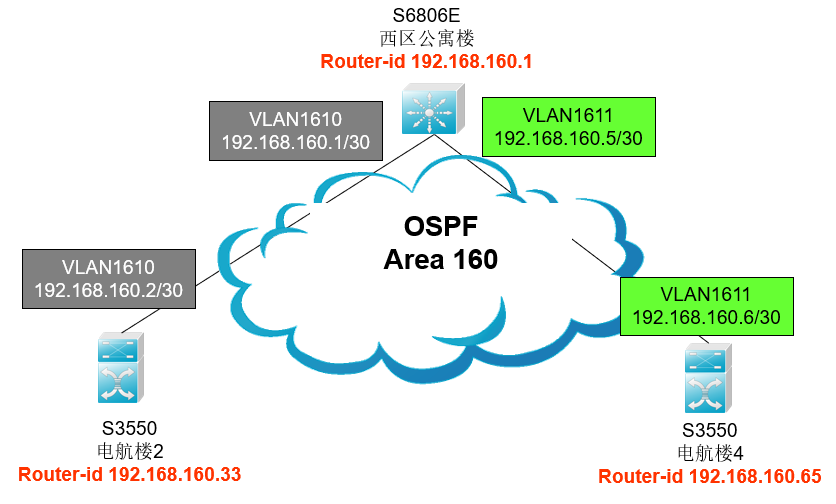 S6806E
西区公寓楼
Router-id 192.168.160.1
VLAN1610
192.168.160.1/30
VLAN1611
192.168.160.5/30
OSPF
Area 160
VLAN1610
192.168.160.2/30
VLAN1611
192.168.160.6/30
S3550
电航楼2
Router-id 192.168.160.33
S3550
电航楼4
Router-id 192.168.160.65